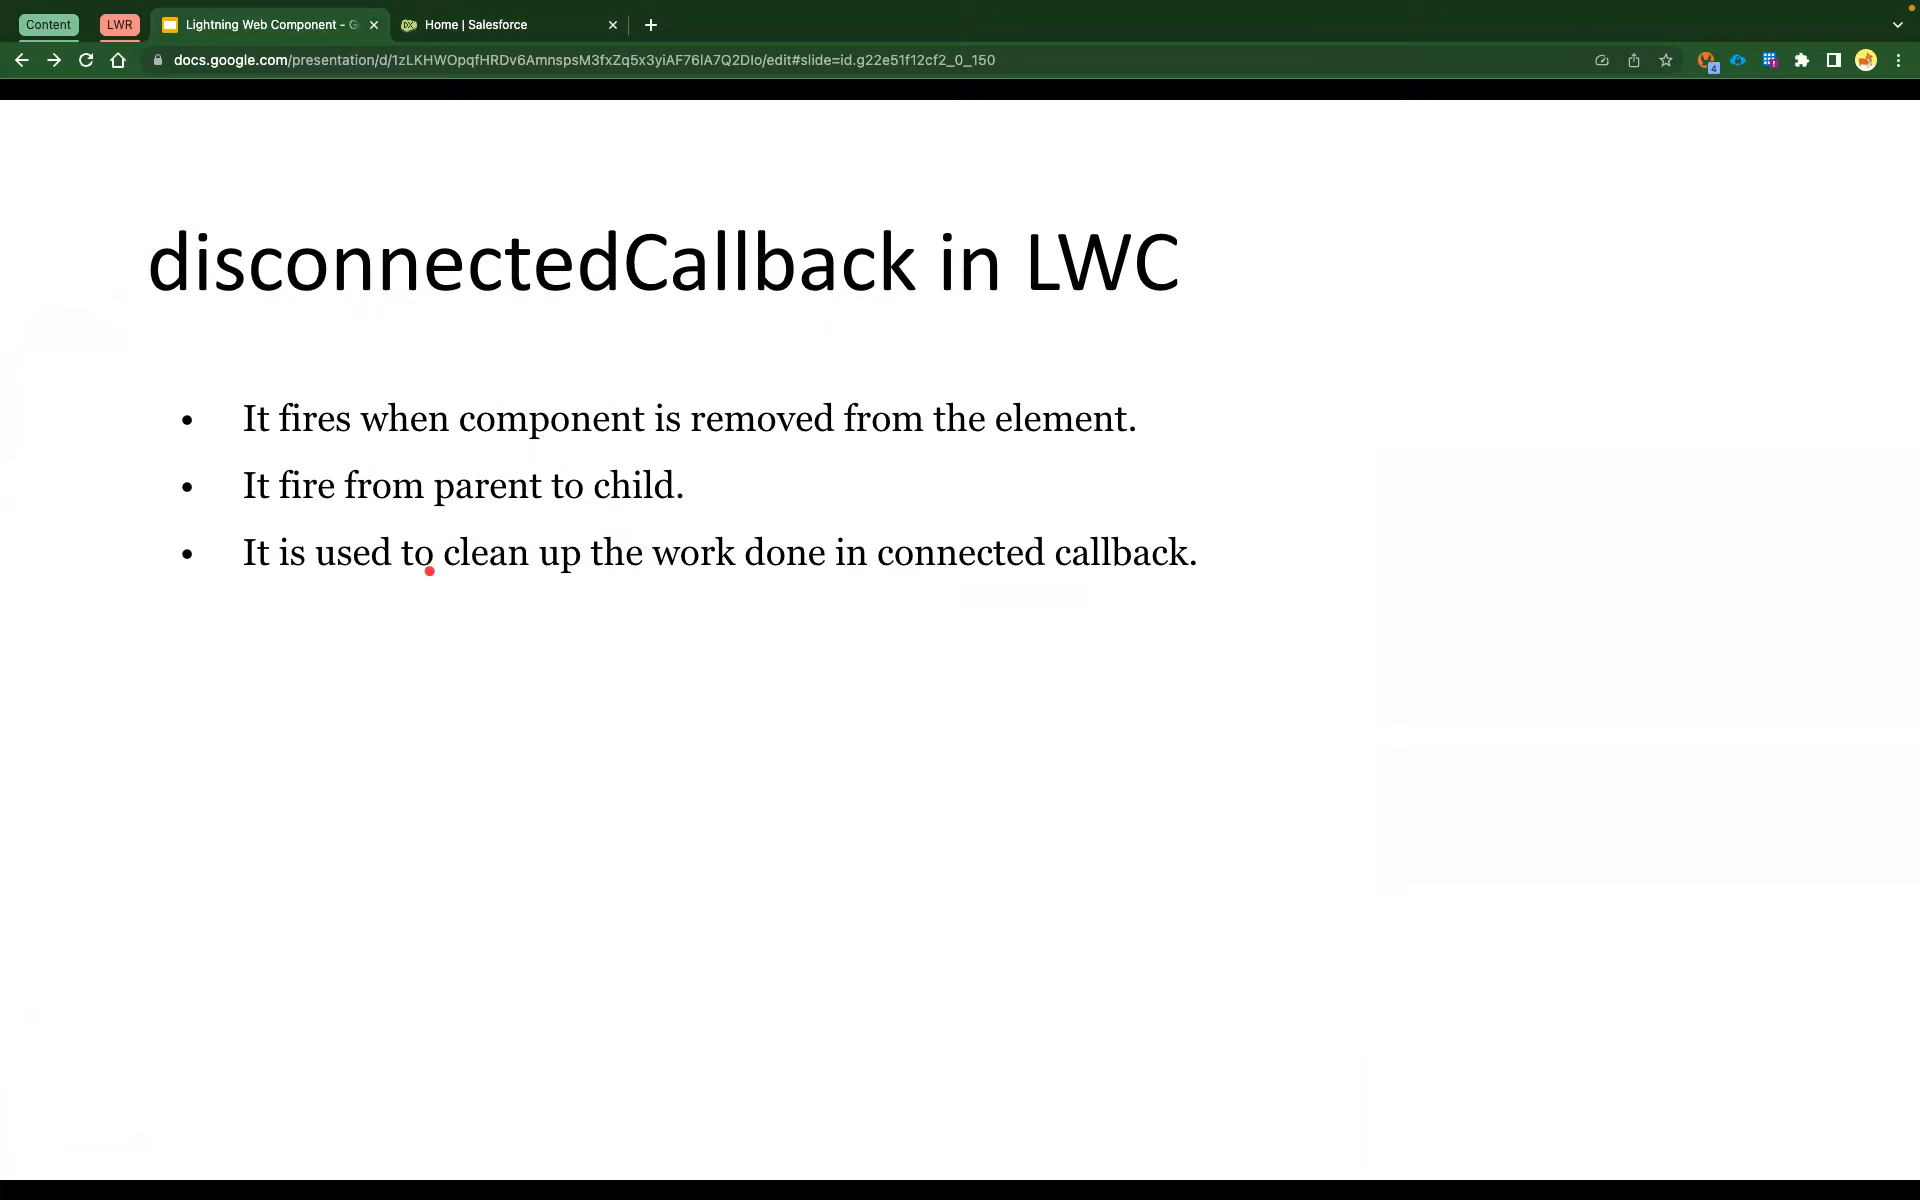 Content
LWR
Lightning Web Component - G
Home | Salesforce
docs.google.com/presentation/d/1zLKHWOpqfHRDv6AmnspsM3fxZq5x3yiAF76lA7Q2DIo/edit#slide=id.g22e51f12cf2_0_150
4
disconnectedCallback in LWC
• It fires when component is removed from the element.
• It fire from parent to child.
• It is used to clean up the work done in connected callback.